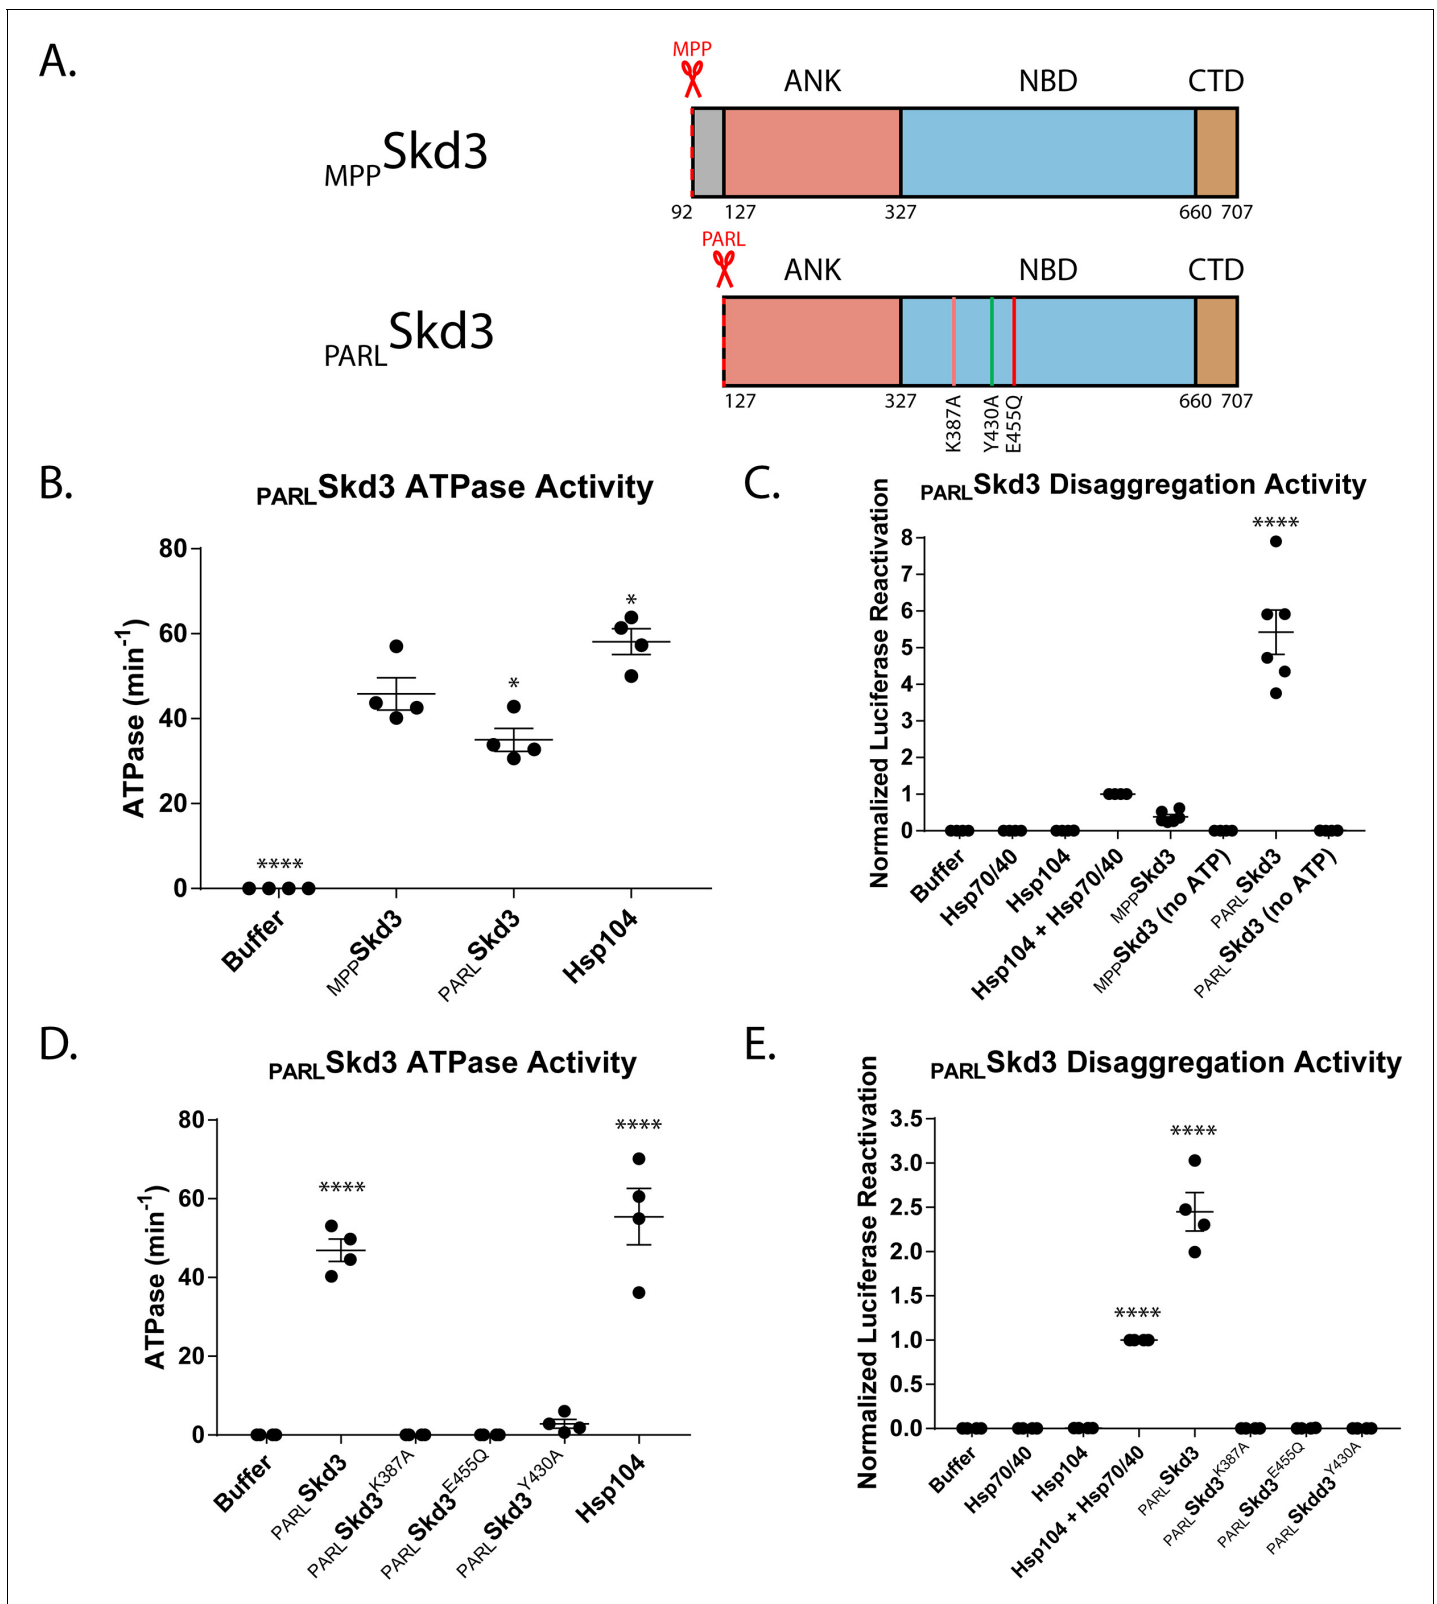 A.
MPP
ANK NBD CTD
MPPSkd3
92 127 327 660 707
PARL
ANK NBD CTD
PARLSkd3
127 327 660 707
K387A Y430A E455Q
B.
PARLSkd3 ATPase Activity
ATPase (min-1)
80
60
40
20
0
****
*
*
Buffer
MPPSkd3
PARLSkd3
Hsp104
C.
PARLSkd3 Disaggregation Activity
Normalized Luciferase Reactivation
8
7
6
5
4
3
2
1
0
****
Buffer
Hsp70/40
Hsp104
Hsp104 + Hsp70/40
MPPSkd3
MPPSkd3 (no ATP)
PARLSkd3
PARLSkd3 (no ATP)
D.
PARLSkd3 ATPase Activity
ATPase (min-1)
80
60
40
20
0
****
****
Buffer
PARLSkd3
PARLSkd3K387A
PARLSkd3E455Q
PARLSkd3Y430A
Hsp104
E.
PARLSkd3 Disaggregation Activity
Normalized Luciferase Reactivation
3.5
3.0
2.5
2.0
1.5
1.0
0.5
0.0
****
****
Buffer
Hsp70/40
Hsp104
Hsp104 + Hsp70/40
PARLSkd3
PARLSkd3K387A
PARLSkd3E455Q
PARLSkdd3Y430A